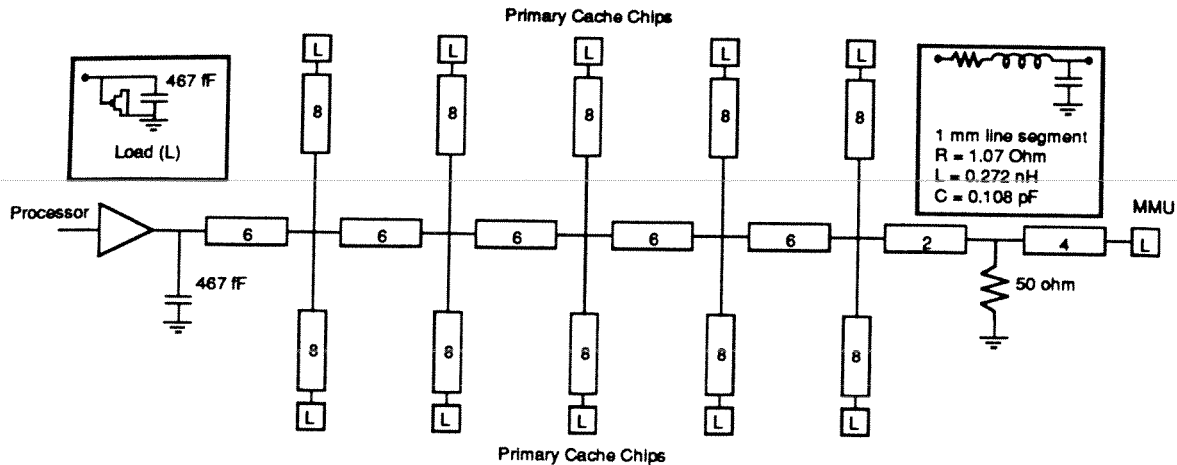 Primary Cache Chips
L L L L L
467 fF
Load (L)
8 8 8 8 8
1 mm line segment
R = 1.07 Ohm
L = 0.272 nH
C = 0.108 pF
Processor
MMU
6 6 6 6 6 2 4 L
467 fF
50 ohm
8 8 8 8 8
L L L L L
Primary Cache Chips